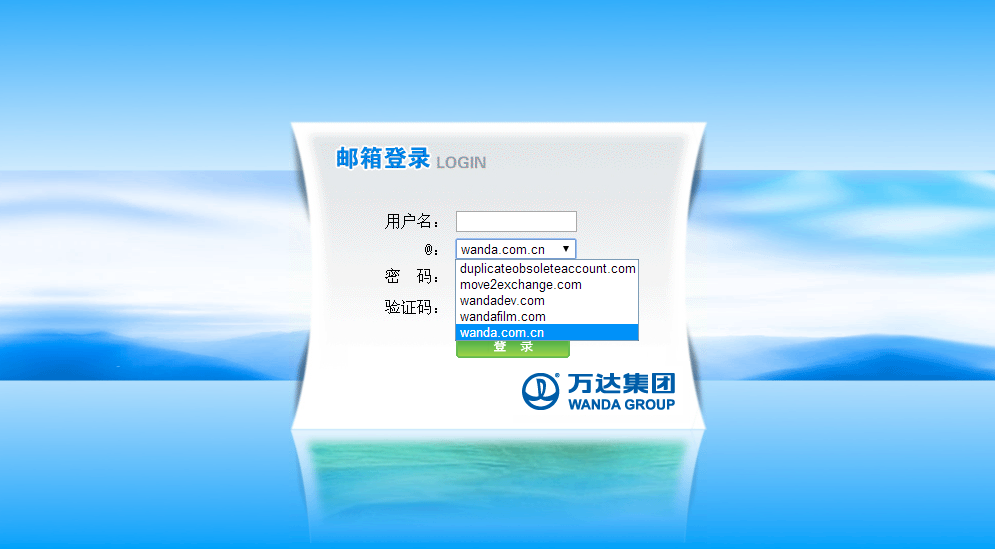 邮箱登录 LOGIN
用户名：
@： wanda.com.cn
duplicateobsoleteaccount.com
密 码：
move2exchange.com
wandadev.com
验证码：
wandafilm.com
wanda.com.cn
登 录
万达集团
WANDA GROUP